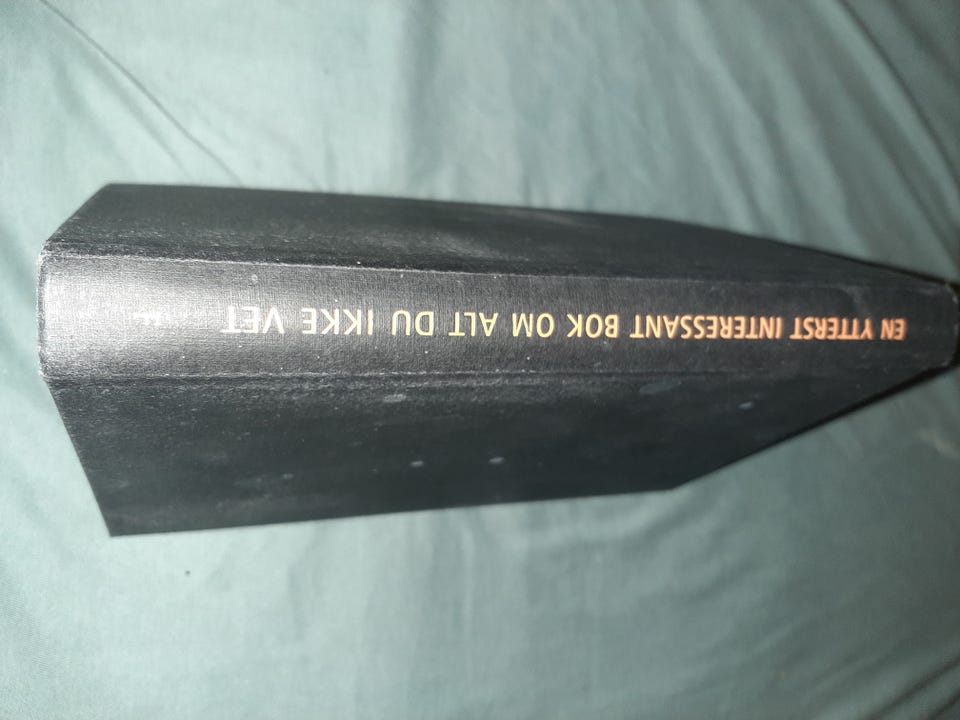 EN YTTERST INTERESSANT BOK OM ALT DU IKKE VET